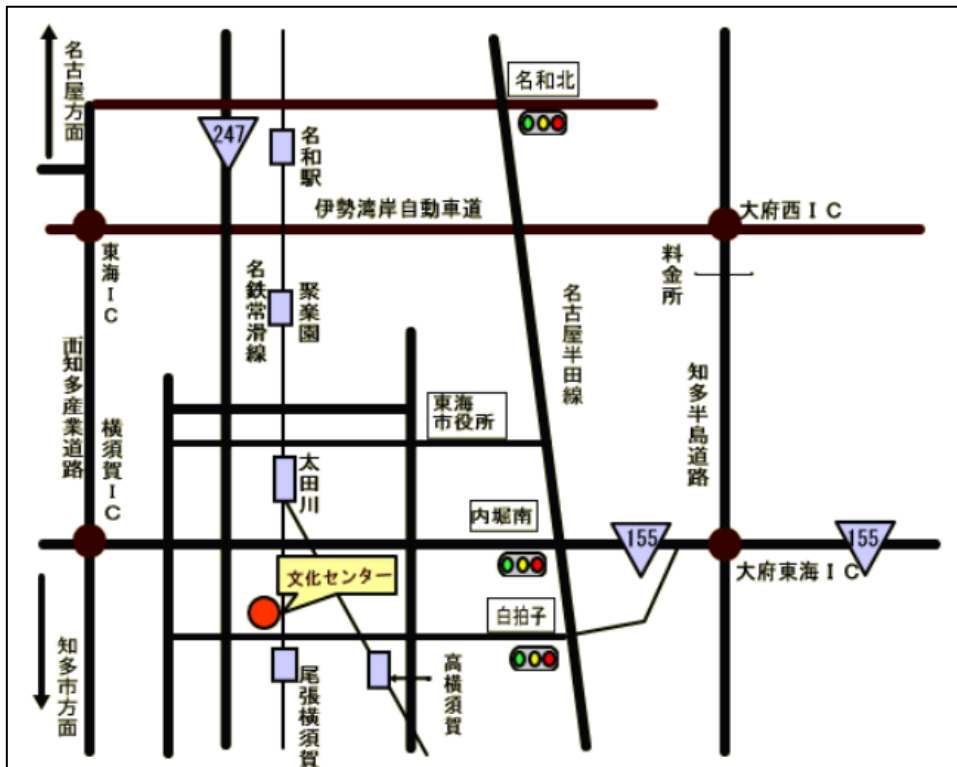 名古屋方面
名和北
247
名和駅
伊勢湾岸自動車道
大府西IC
東海IC
名鉄常滑線
聚楽園
名古屋半田線
料金所
西知多産業道路
横須賀IC
東海
市役所
知多半島道路
太田川
内堀南
155
155
大府東海IC
文化センター
白拍子
知多市方面
尾張横須賀
高横須賀